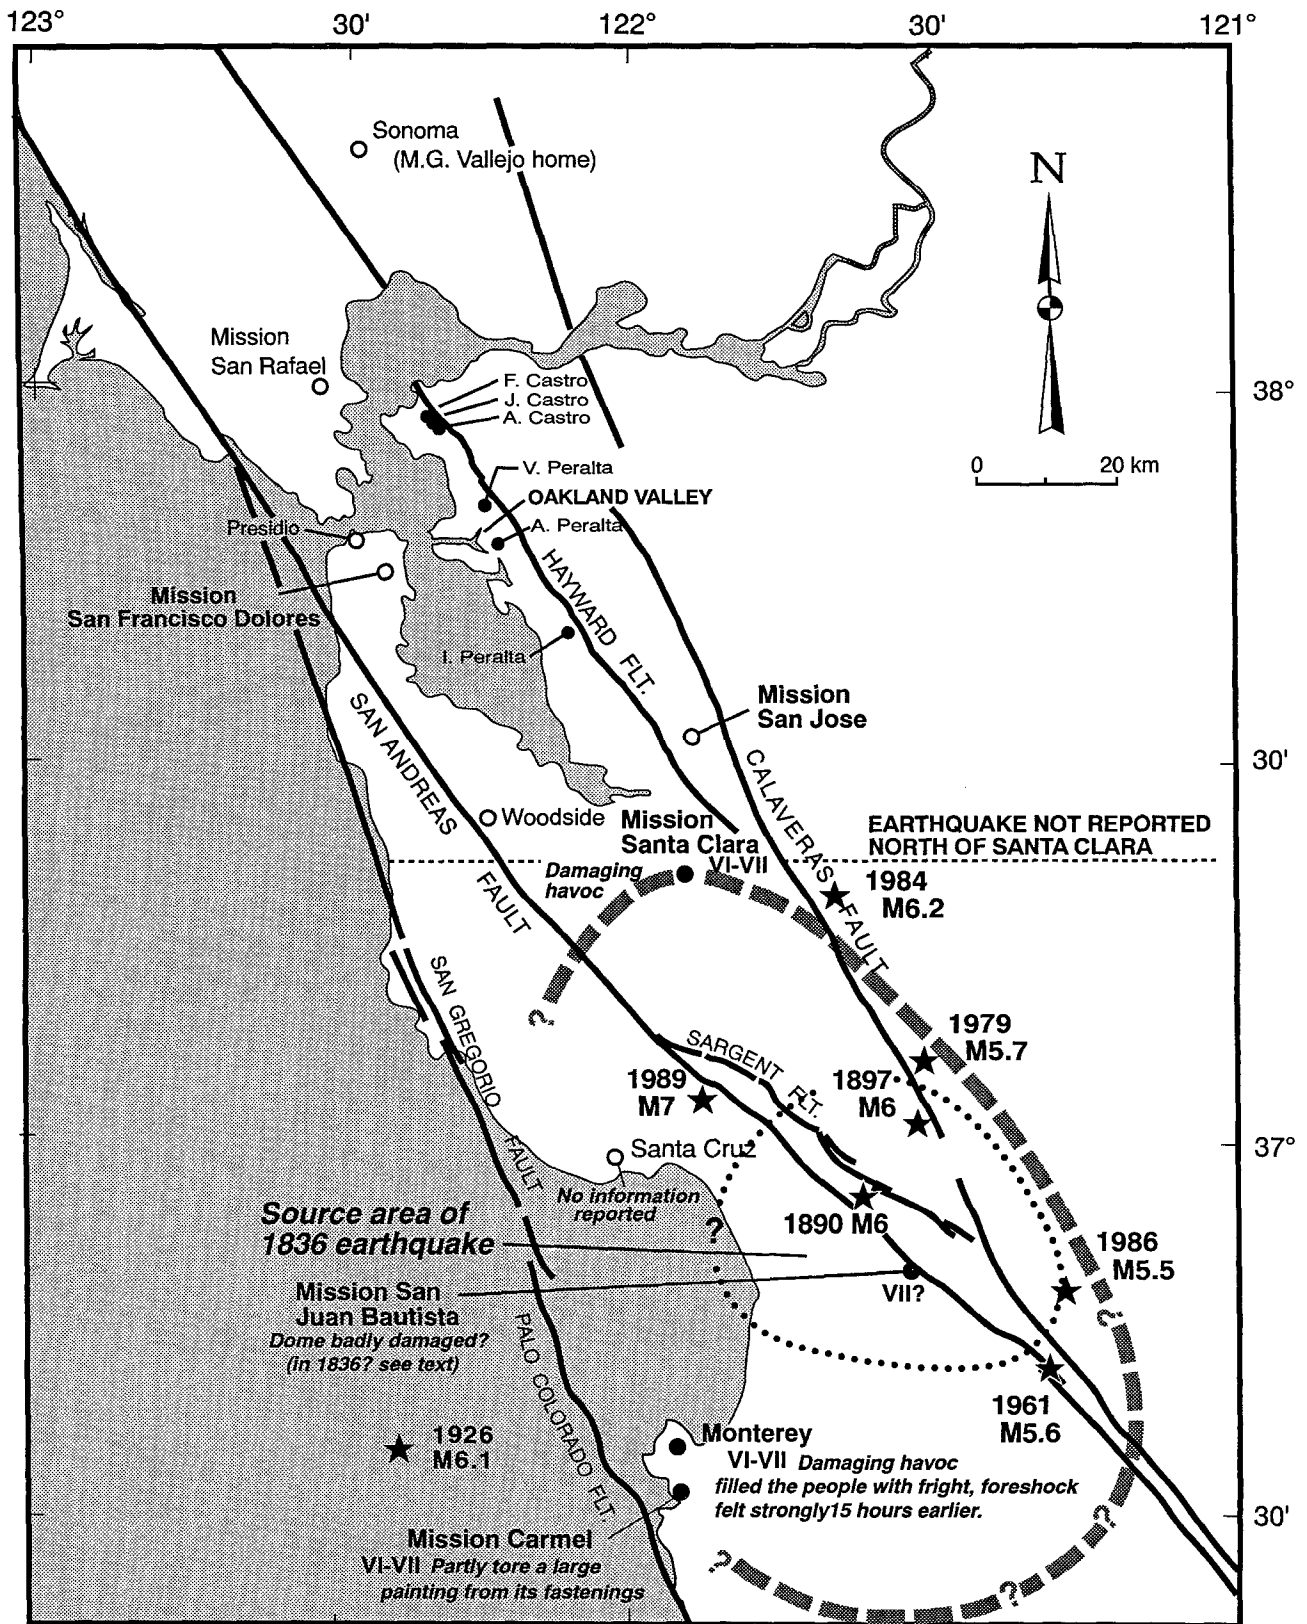 123°
30'
122°
30'
121°
Sonoma
(M.G. Vallejo home)
N
Mission
San Rafael
F. Castro
J. Castro
A. Castro
38°
0
20 km
V. Peralta
OAKLAND VALLEY
A. Peralta
Presidio
HAYWARD FLT.
Mission
San Francisco Dolores
I. Peralta
Mission
San Jose
SAN ANDREAS
FAULT
CALAVERAS
FAULT
30'
Woodside
Mission
Santa Clara
VI-VII
Damaging
havoc
EARTHQUAKE NOT REPORTED
NORTH OF SANTA CLARA
1984
M6.2
?
SAN GREGORIO
FAULT
SARGENT
FLT.
1979
M5.7
1989
M7
1897
M6
37°
Santa Cruz
No information
reported
1890 M6
?
Source area of
1836 earthquake
1986
M5.5
Mission San
Juan Bautista
Dome badly damaged?
(in 1836? see text)
VII?
?
PALO COLORADO FLT.
1961
M5.6
1926
M6.1
Monterey
VI-VII Damaging havoc
filled the people with fright, foreshock
felt strongly15 hours earlier.
?
30'
Mission Carmel
VI-VII Partly tore a large
painting from its fastenings
?
?